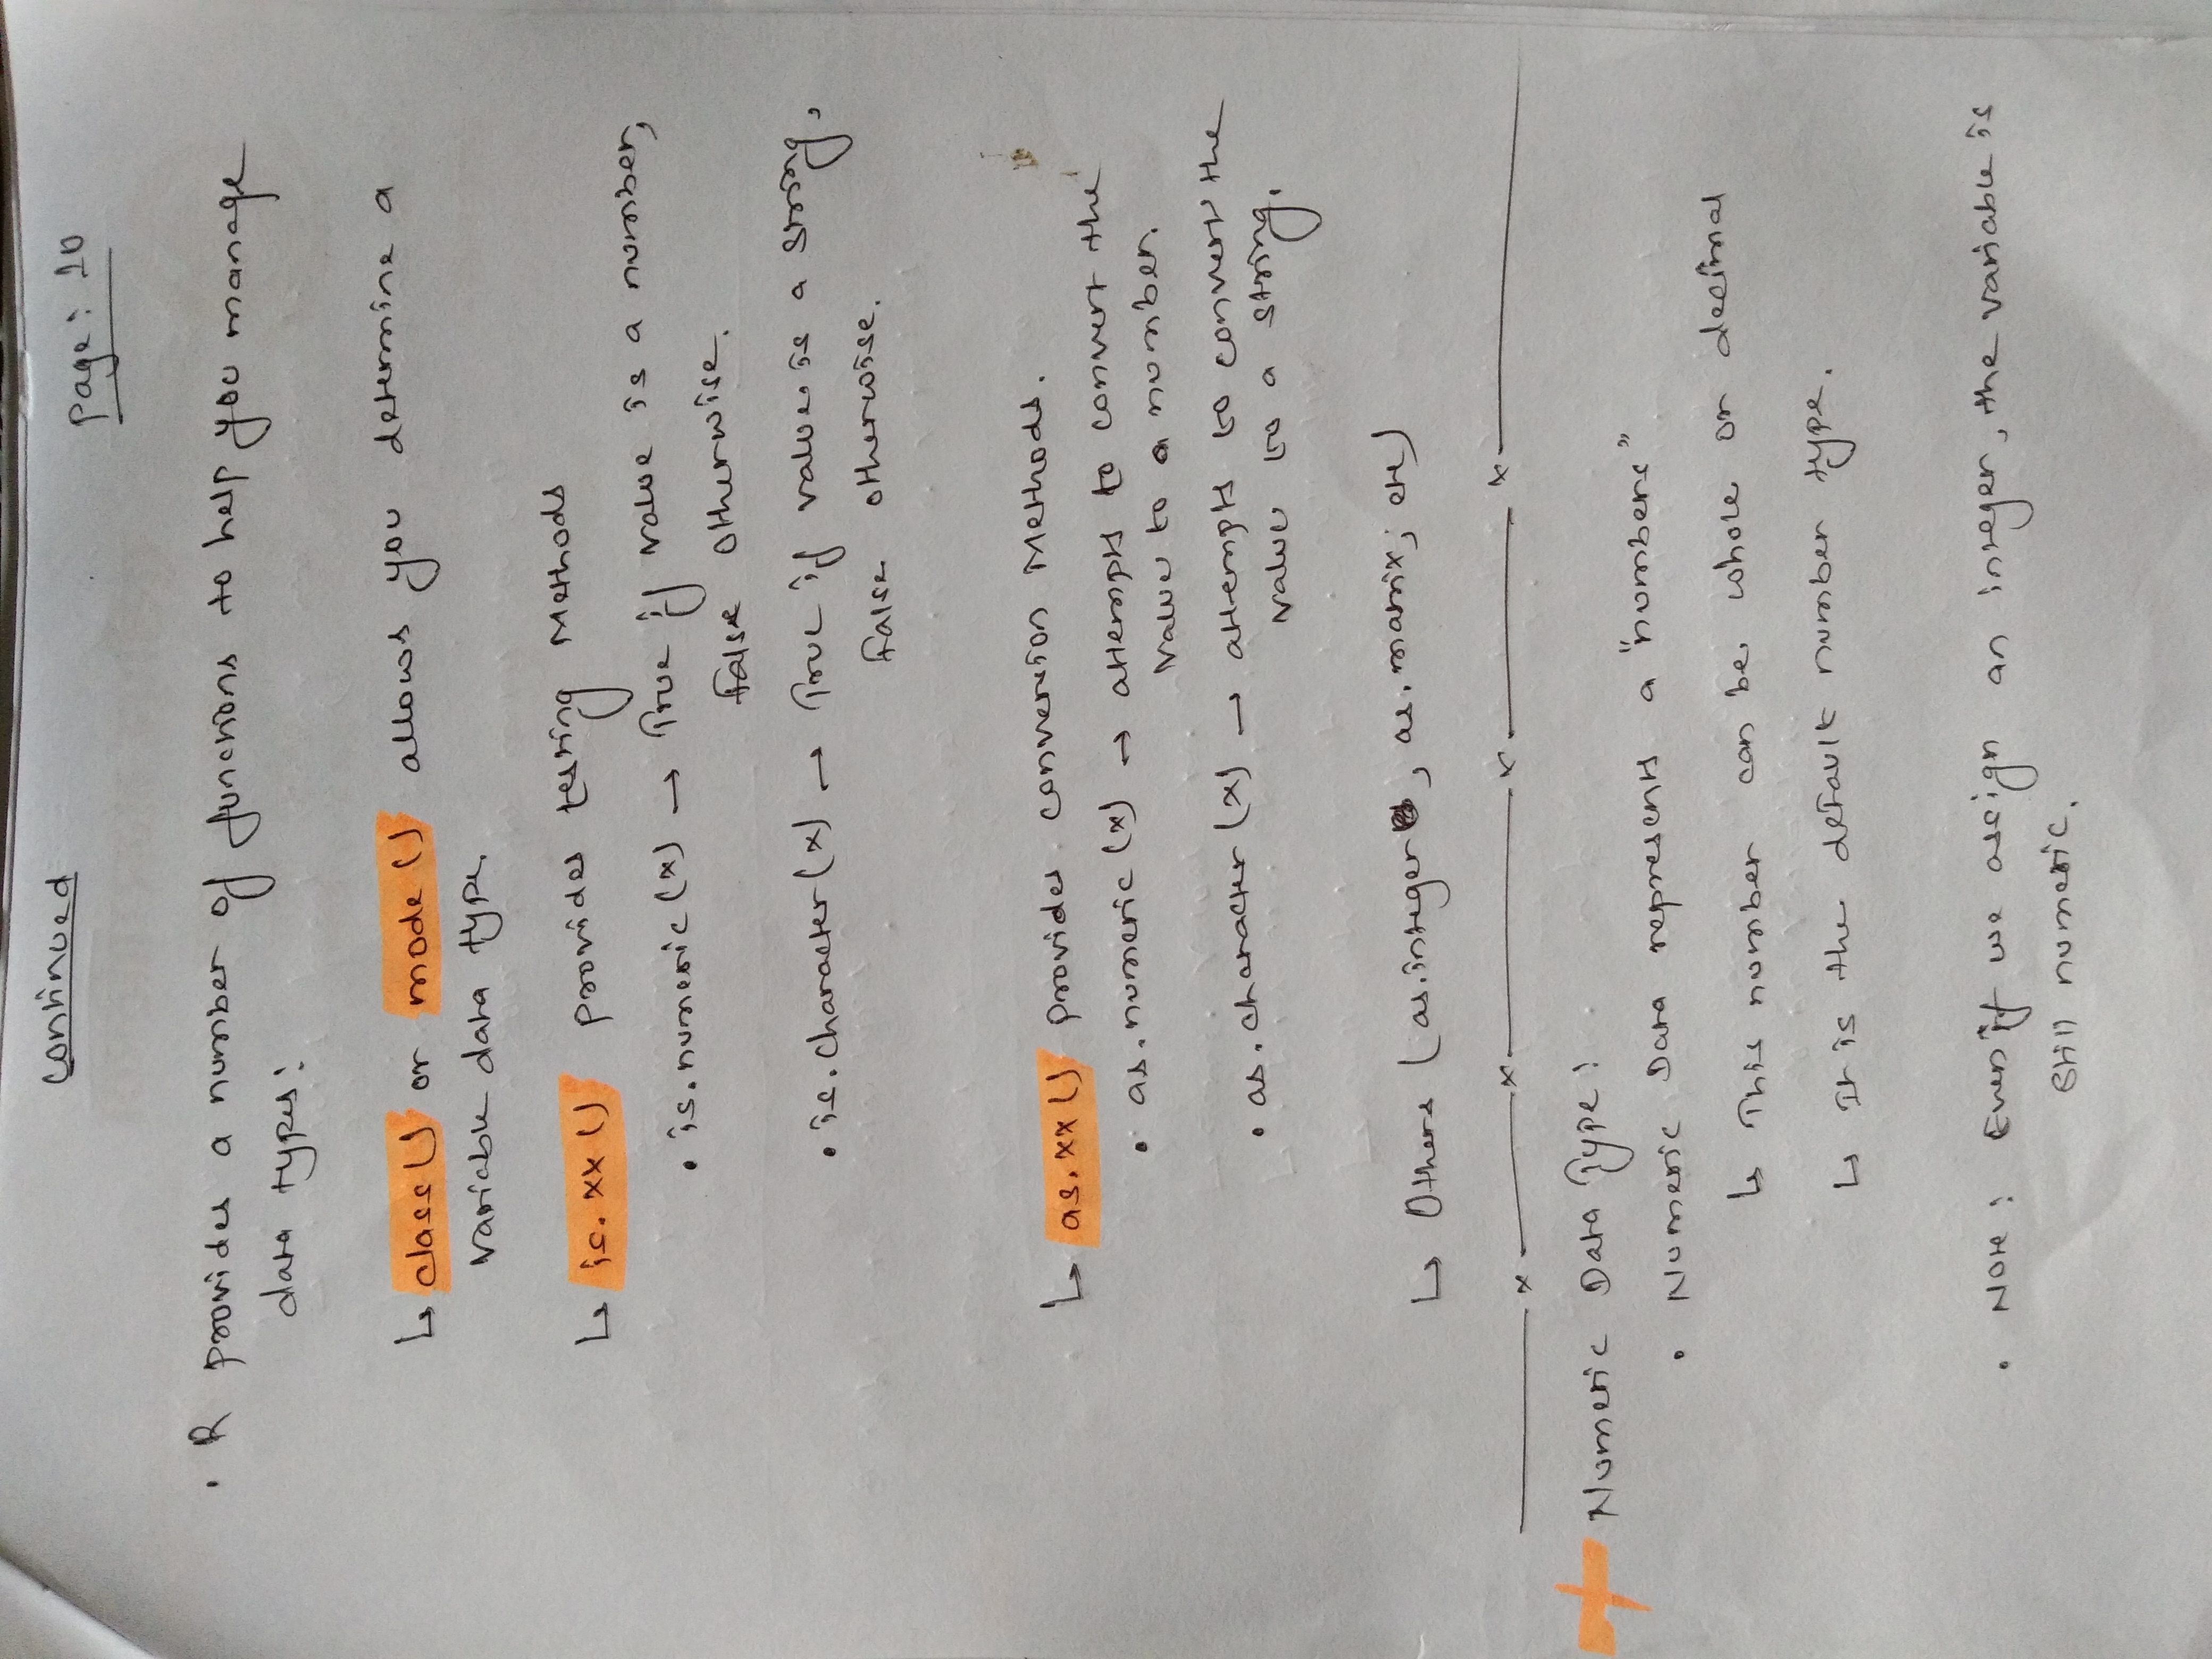 Continued
Page: 10
• R provides a number of functions to help you manage
data types:
↳ class() or mode() allows you determine a
variable data type.
↳ is.xx() provides testing Methods
• is.numeric(x) → True if value is a number,
false otherwise.
• is.character(x) → True if value is a string,
false otherwise.
↳ as.xx() provides conversion Methods.
• as.numeric(x) → attempts to convert the
value to a number.
• as.character(x) → attempts to convert the
value to a string.
↳ Others (as.integer, as.matrix, etc)
Numeric Data Type:
• Numeric Data represents a "numbers"
↳ This number can be whole or decimal
↳ It is the default number type.
• Note: Even if we assign an integer, the variable is
still numeric.